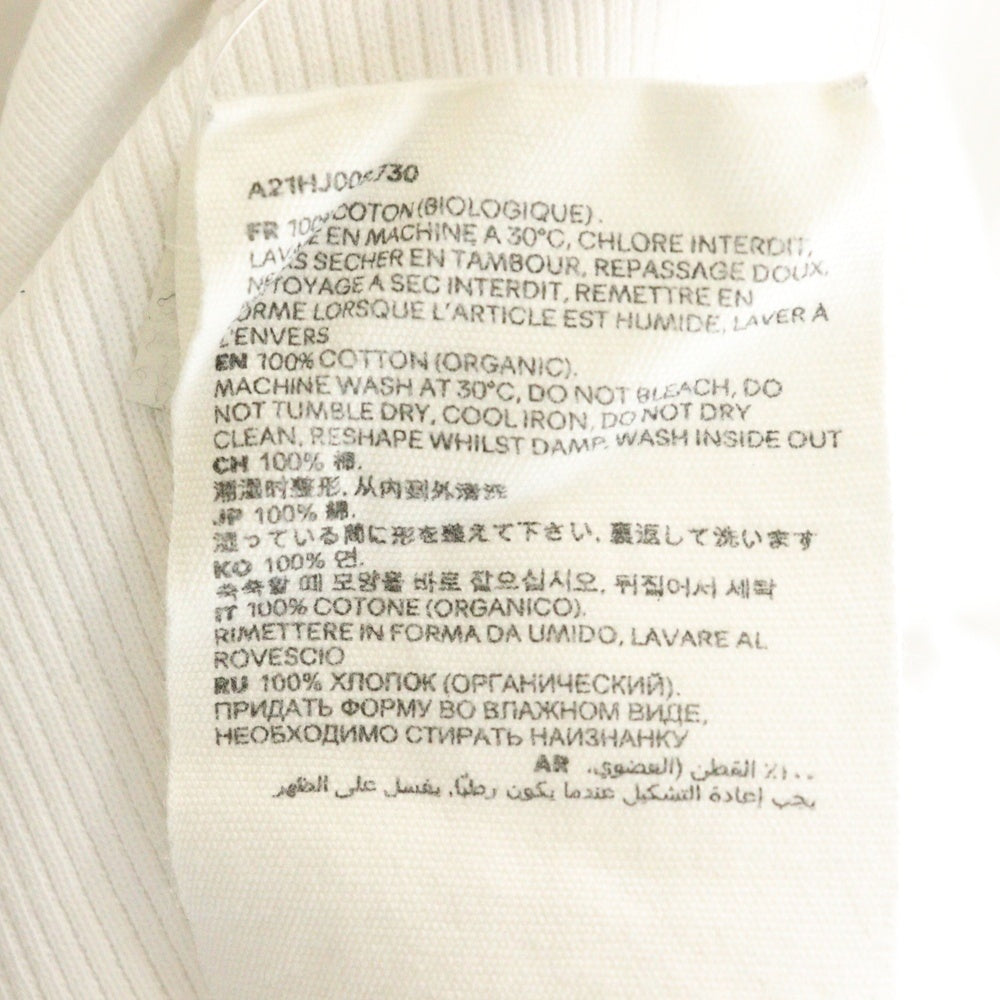 FR 100% COTON (BIOLOGIQUE).
EN MACHINE A 30°C, CHLORE INTERDIT,
SECHER EN TAMBOUR, REPASSAGE DOUX,
A SEC INTERDIT, REMETTRE EN
LORSQUE L'ARTICLE EST HUMIDE, LAVER À
L'ENVERS
EN 100% COTTON (ORGANIC).
MACHINE WASH AT 30°C, DO NOT BLEACH, DO
NOT TUMBLE DRY, COOL IRON, DO NOT DRY
CLEAN, RESHAPE WHILST DAMP. WASH INSIDE OUT
CH 100% 棉.
潮湿时整形, 从内到外清洗
JP 100% 綿.
湿っている間に形を整えて下さい, 裏返して洗います
KO 100% 면.
축축할 때 모양을 바로 잡으십시오, 뒤집어서 세탁
IT 100% COTONE (ORGANICO).
RIMETTERE IN FORMA DA UMIDO, LAVARE AL
ROVESCIO
RU 100% ХЛОПОК (ОРГАНИЧЕСКИЙ).
ПРИДАТЬ ФОРМУ ВО ВЛАЖНОМ ВИДЕ,
НЕОБХОДИМО СТИРАТЬ НАИЗНАНКУ
١٠٠٪ القطن (العضوي). AR
يجب إعادة التشكيل عندما يكون رطبًا, يغسل على الظهر